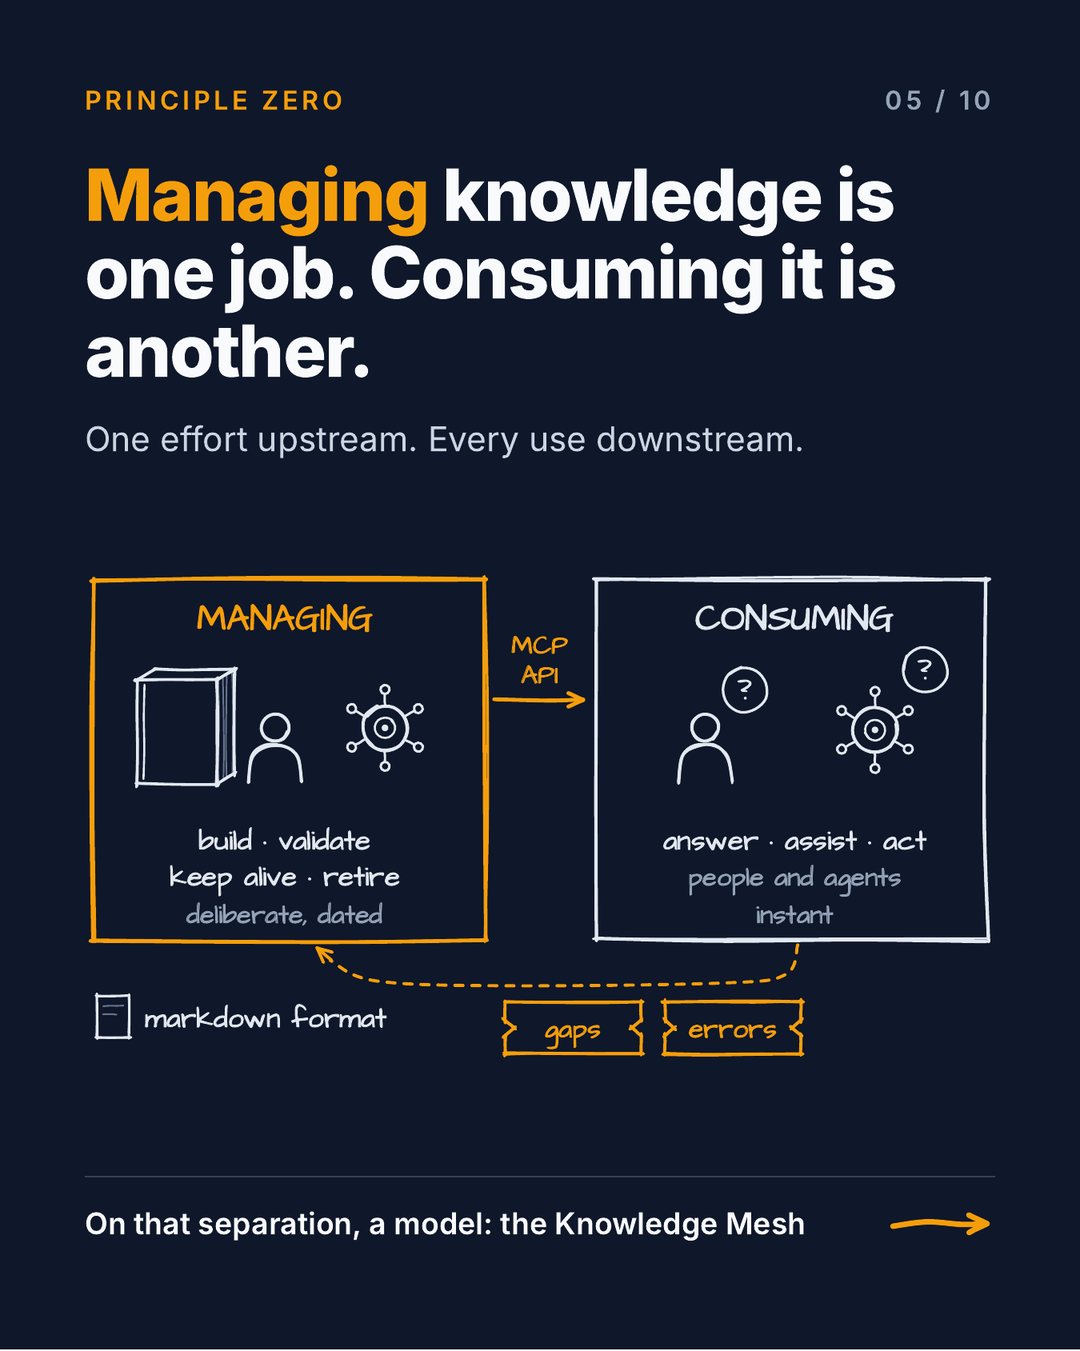 PRINCIPLE ZERO
05 / 10
Managing knowledge is
one job. Consuming it is
another.
One effort upstream. Every use downstream.
MANAGING
MCP
API
CONSUMING
?
?
build · validate
keep alive · retire
deliberate, dated
answer · assist · act
people and agents
instant
markdown format
gaps
errors
On that separation, a model: the Knowledge Mesh